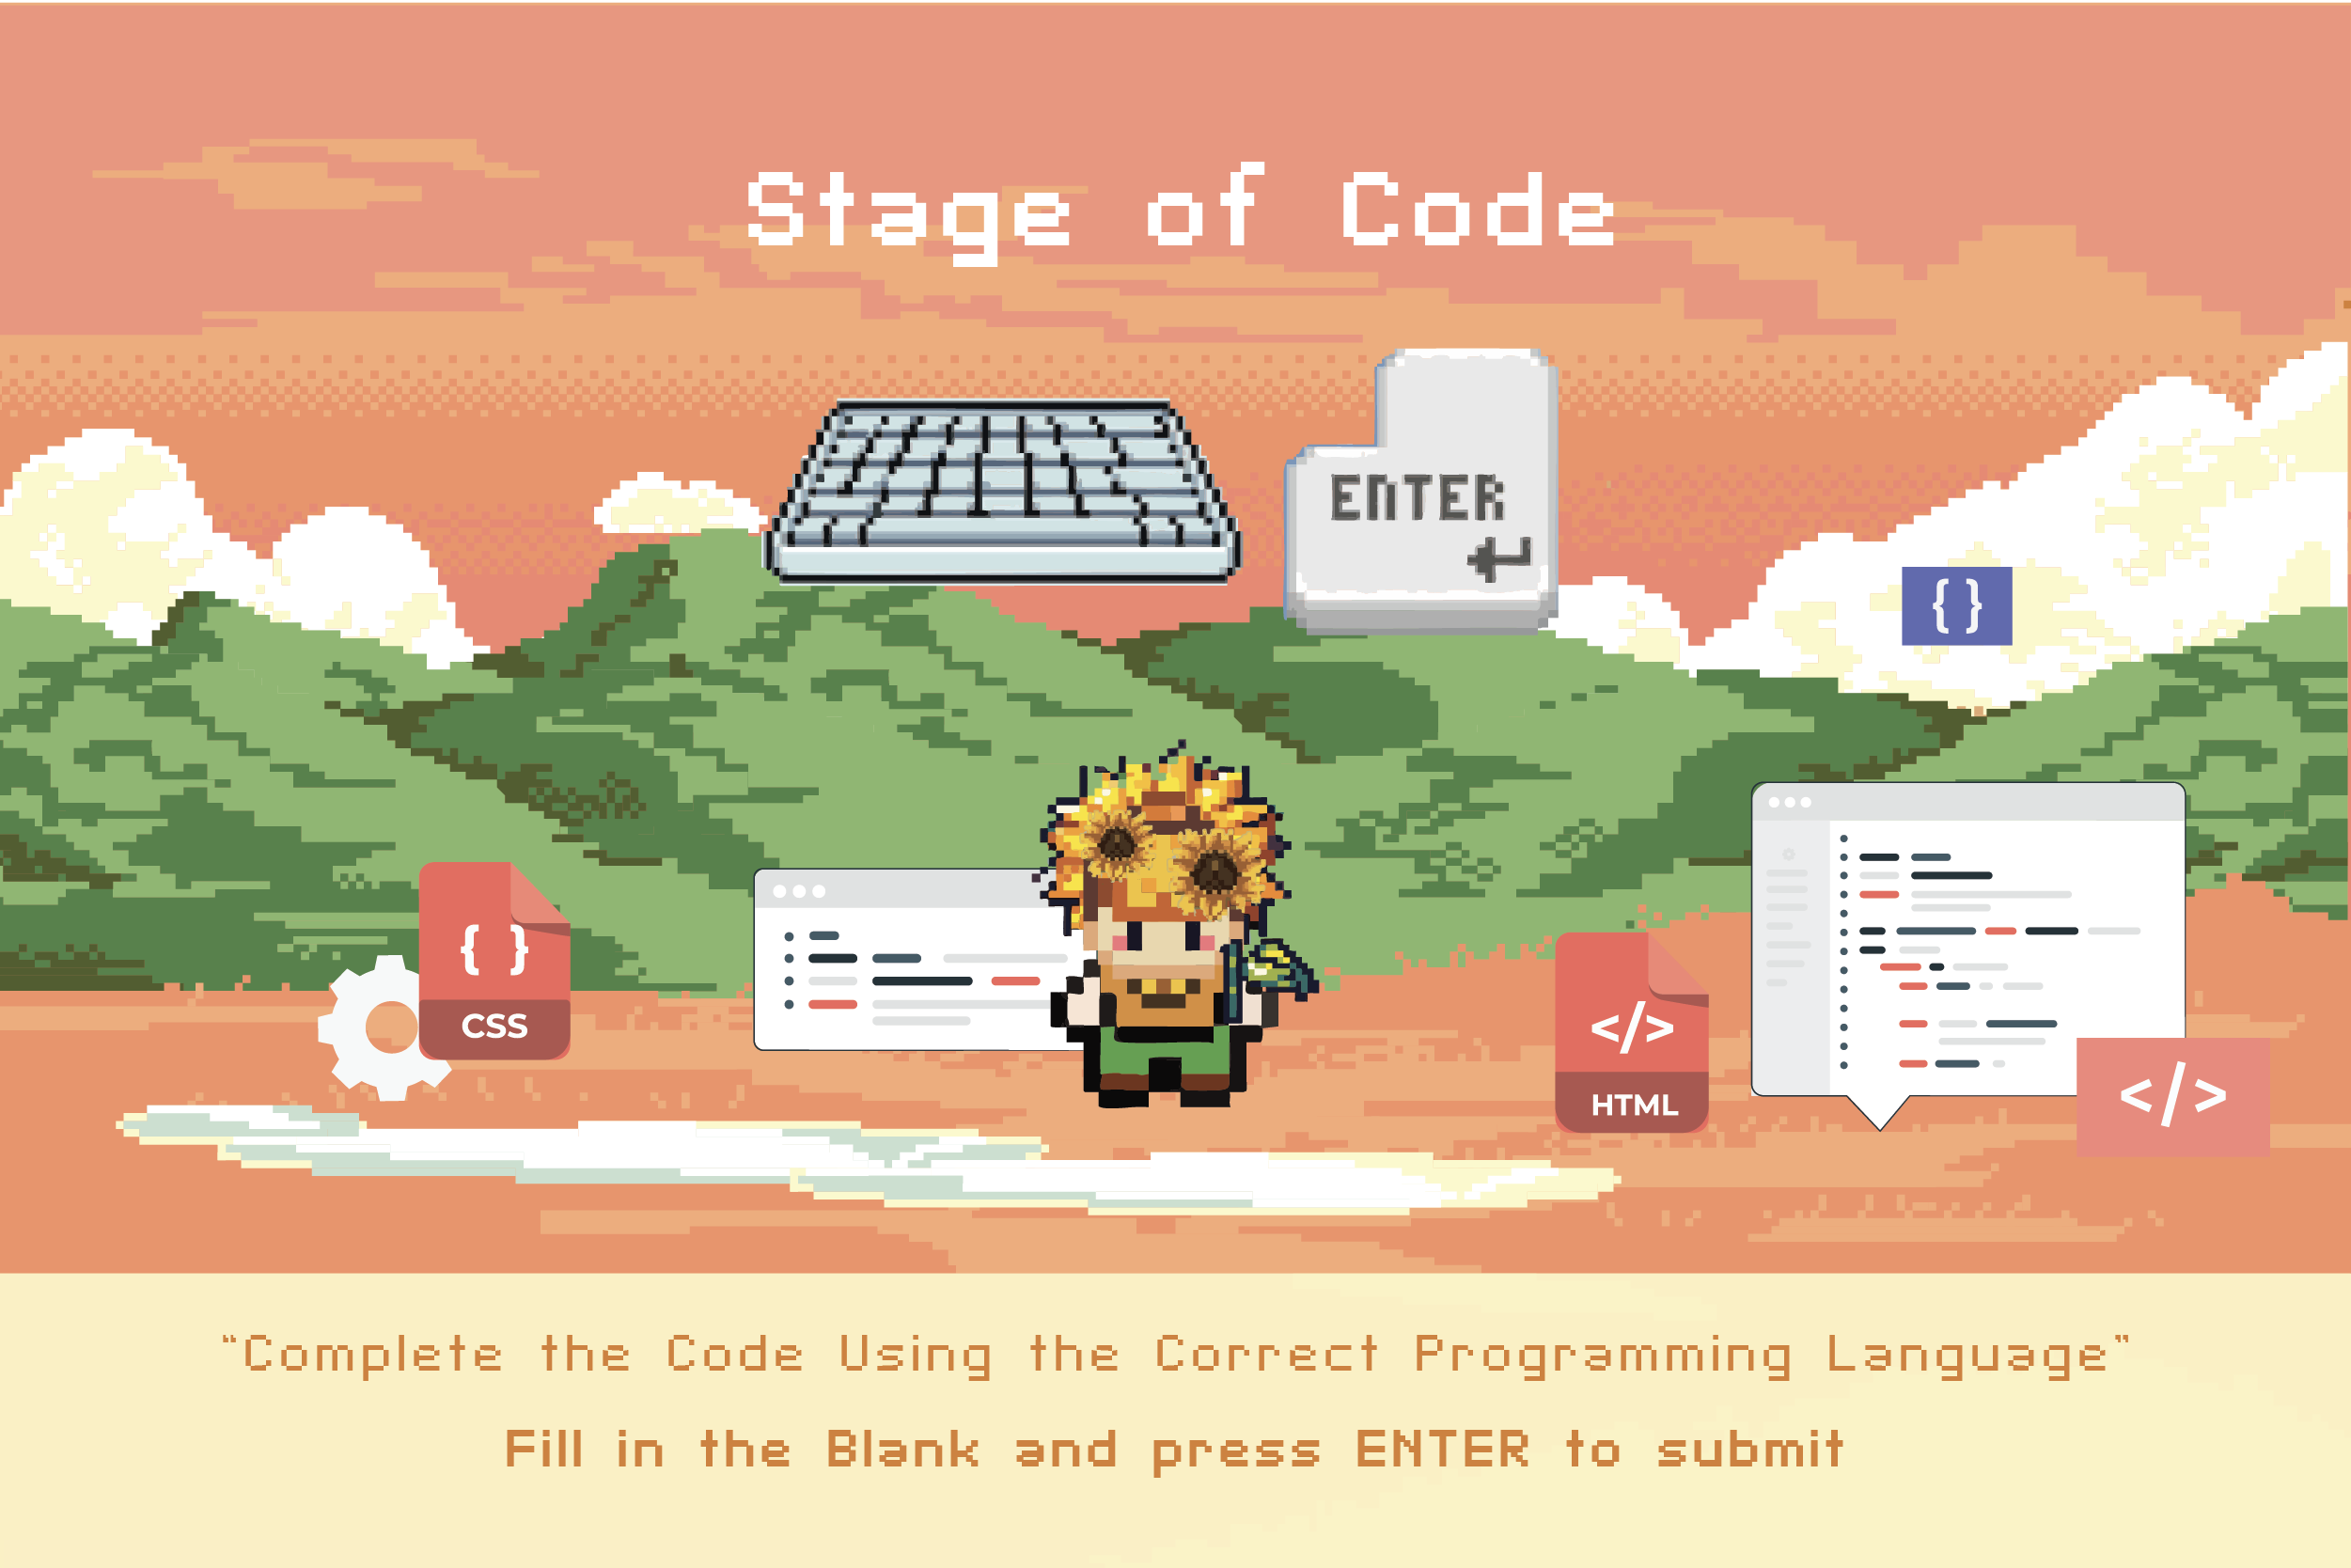 Stage of Code
ENTER
{ }
{ }
CSS
</>
HTML
</>
“Complete the Code Using the Correct Programming Language”
Fill in the Blank and press ENTER to submit